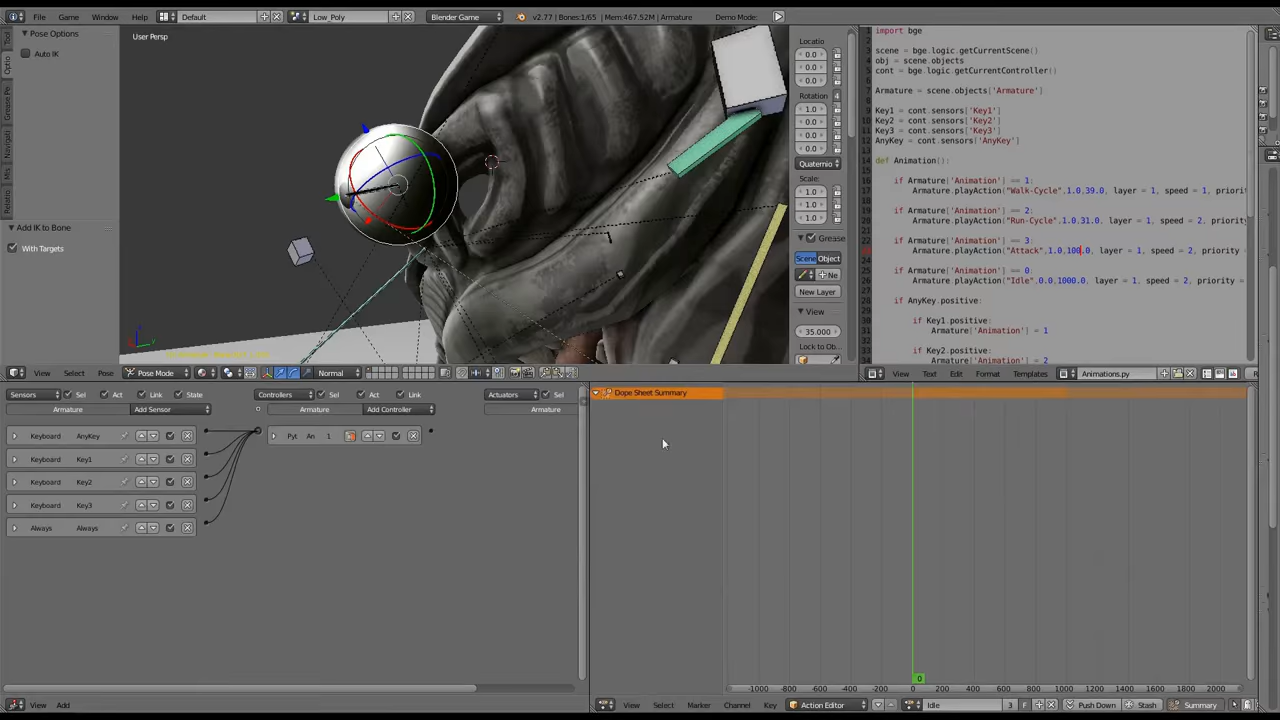 File Game Window Help Default Low_Poly Blender Game v2.77 | Bones:1/65 | Mem:467.52M | Armature Demo Mode:
Pose Options
Auto IK
Add IK to Bone
With Targets
User Persp
Locatio
0.0
0.0
0.0
Rotation 4
1.0
0.0
0.0
0.0
Quaternio
Scale:
1.0
1.0
1.0
Grease
Scene Object
Ne
New Layer
View
35.000
Lock to Ob
View Select Pose Pose Mode Normal
import bge
scene = bge.logic.getCurrentScene()
obj = scene.objects
cont = bge.logic.getCurrentController()
Armature = scene.objects['Armature']
Key1 = cont.sensors['Key1']
Key2 = cont.sensors['Key2']
Key3 = cont.sensors['Key3']
AnyKey = cont.sensors['AnyKey']
def Animation():
if Armature['Animation'] == 1:
Armature.playAction("Walk-Cycle",1.0,39.0, layer = 1, speed = 1, priorit
if Armature['Animation'] == 2:
Armature.playAction("Run-Cycle",1.0,31.0, layer = 1, speed = 2, priority
if Armature['Animation'] == 3:
Armature.playAction("Attack",1.0,100.0, layer = 1, speed = 2, priority =
if Armature['Animation'] == 0:
Armature.playAction("Idle",0.0,1000.0, layer = 1, speed = 2, priority =
if AnyKey.positive:
if Key1.positive:
Armature['Animation'] = 1
if Key2.positive:
Armature['Animation'] = 2
View Text Edit Format Templates Animations.py
Sensors Sel Act Link State Controllers Sel Act Link Actuators Sel
Armature Add Sensor Armature Add Controller Armature
Keyboard AnyKey Pyt An 1
Keyboard Key1
Keyboard Key2
Keyboard Key3
Always Always
View Add
Dope Sheet Summary
0
-1000 -800 -600 -400 -200 0 200 400 600 800 1000 1200 1400 1600 1800 2000
View Select Marker Channel Key Action Editor Idle 3 F Push Down Stash Summary